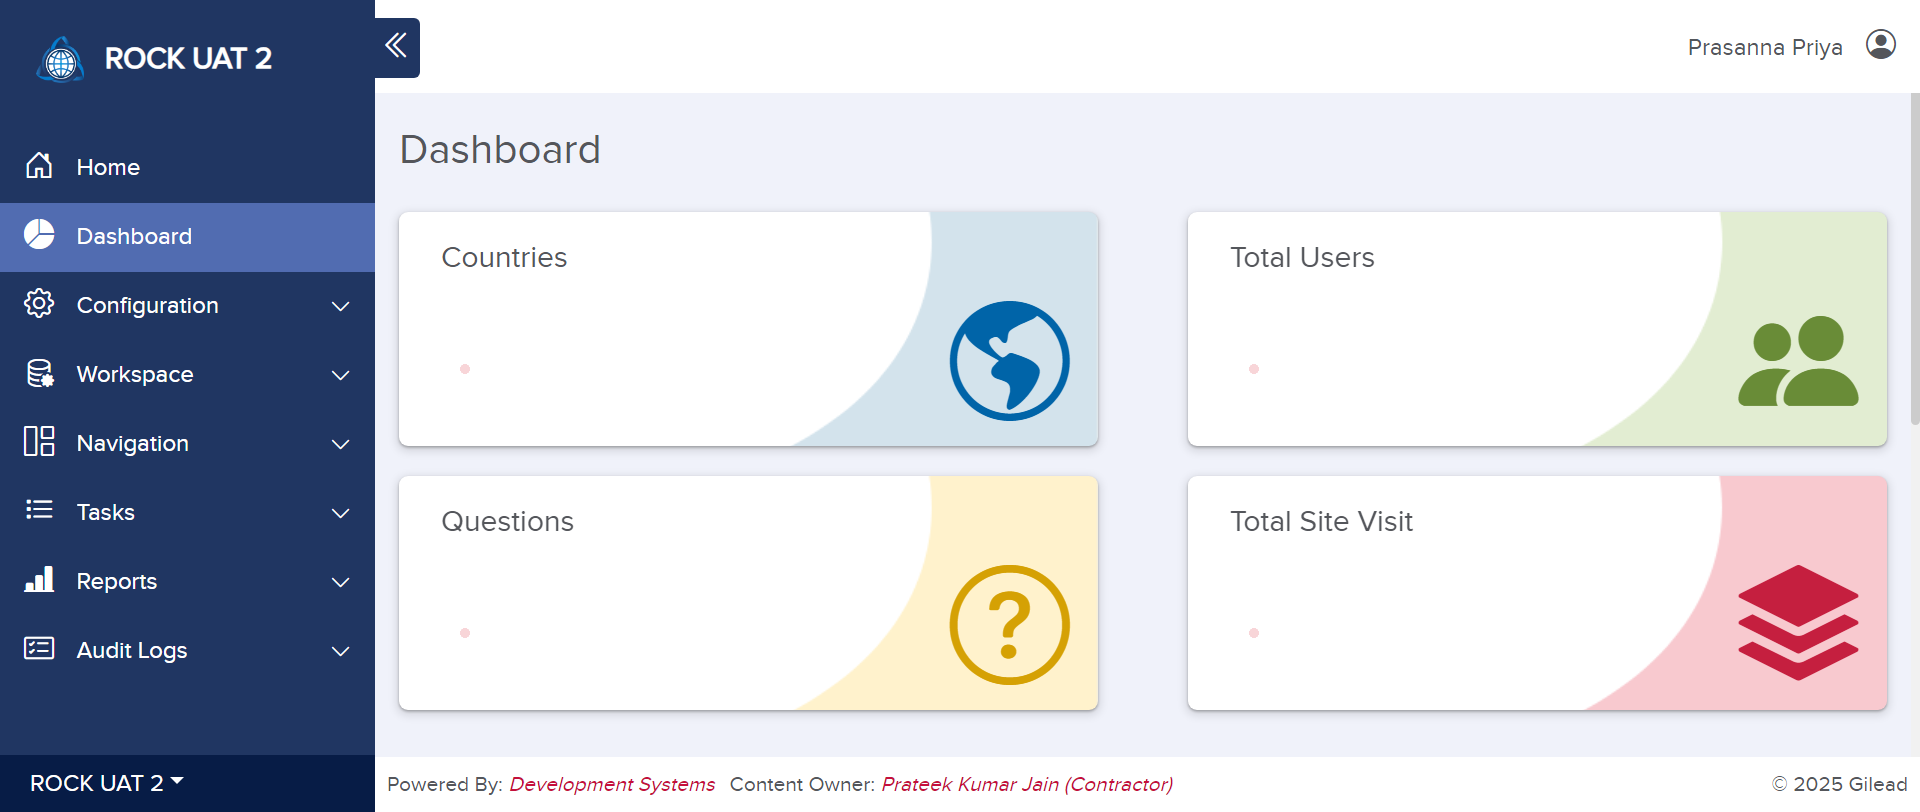 ROCK UAT 2
Prasanna Priya
Home
Dashboard
Configuration
Workspace
Navigation
Tasks
Reports
Audit Logs
ROCK UAT 2
Dashboard
Countries
Total Users
Questions
Total Site Visit
Powered By: Development Systems Content Owner: Prateek Kumar Jain (Contractor)
© 2025 Gilead